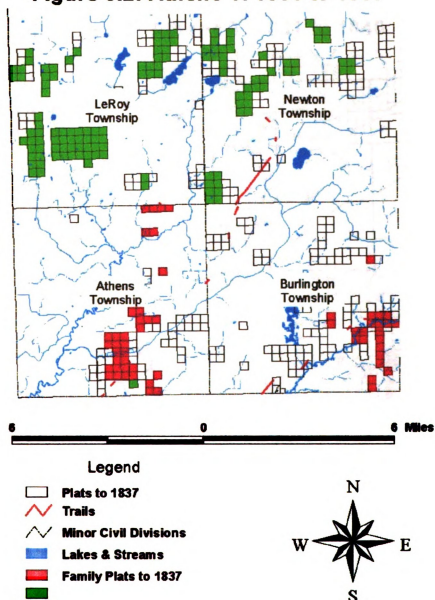 LeRoy
Township
Newton
Township
Athens
Township
Burlington
Township
6 0 6 Miles
Legend
Plats to 1837
Trails
Minor Civil Divisions
Lakes & Streams
Family Plats to 1837
N
W E
S